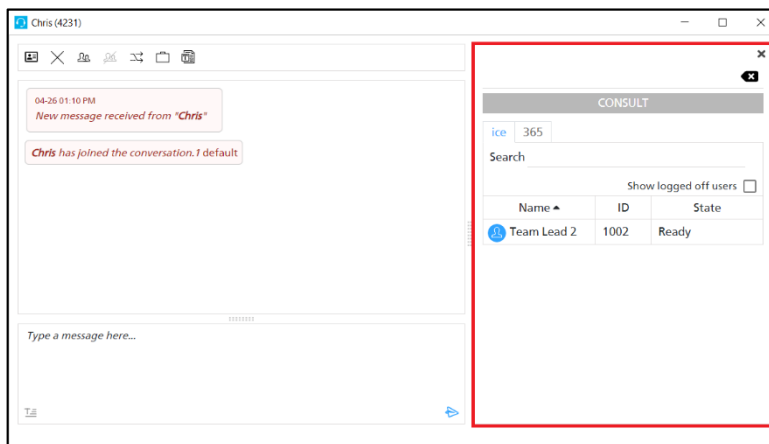 Chris (4231)
04-26 01:10 PM
New message received from "Chris"
Chris has joined the conversation.1 default
Type a message here...
CONSULT
ice 365
Search
Show logged off users
Name ID State
Team Lead 2 1002 Ready